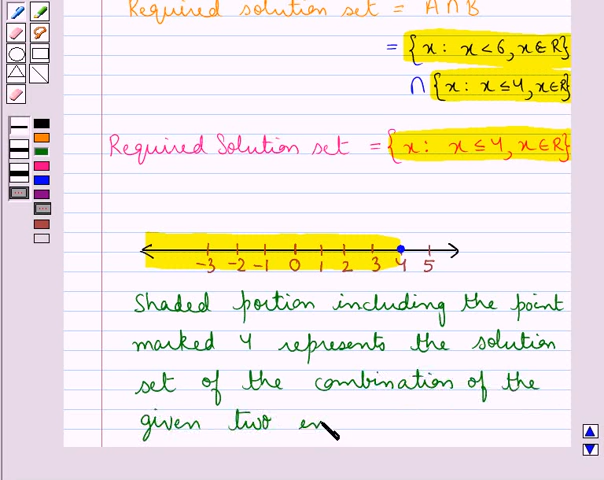 Required solution set = A ∩ B
= {x : x < 6, x ∈ R}
∩ {x : x ≤ 4, x ∈ R}
Required Solution set = {x : x ≤ 4, x ∈ R}
-3 -2 -1 0 1 2 3 4 5
Shaded portion including the point
marked 4 represents the solution
set of the combination of the
given two